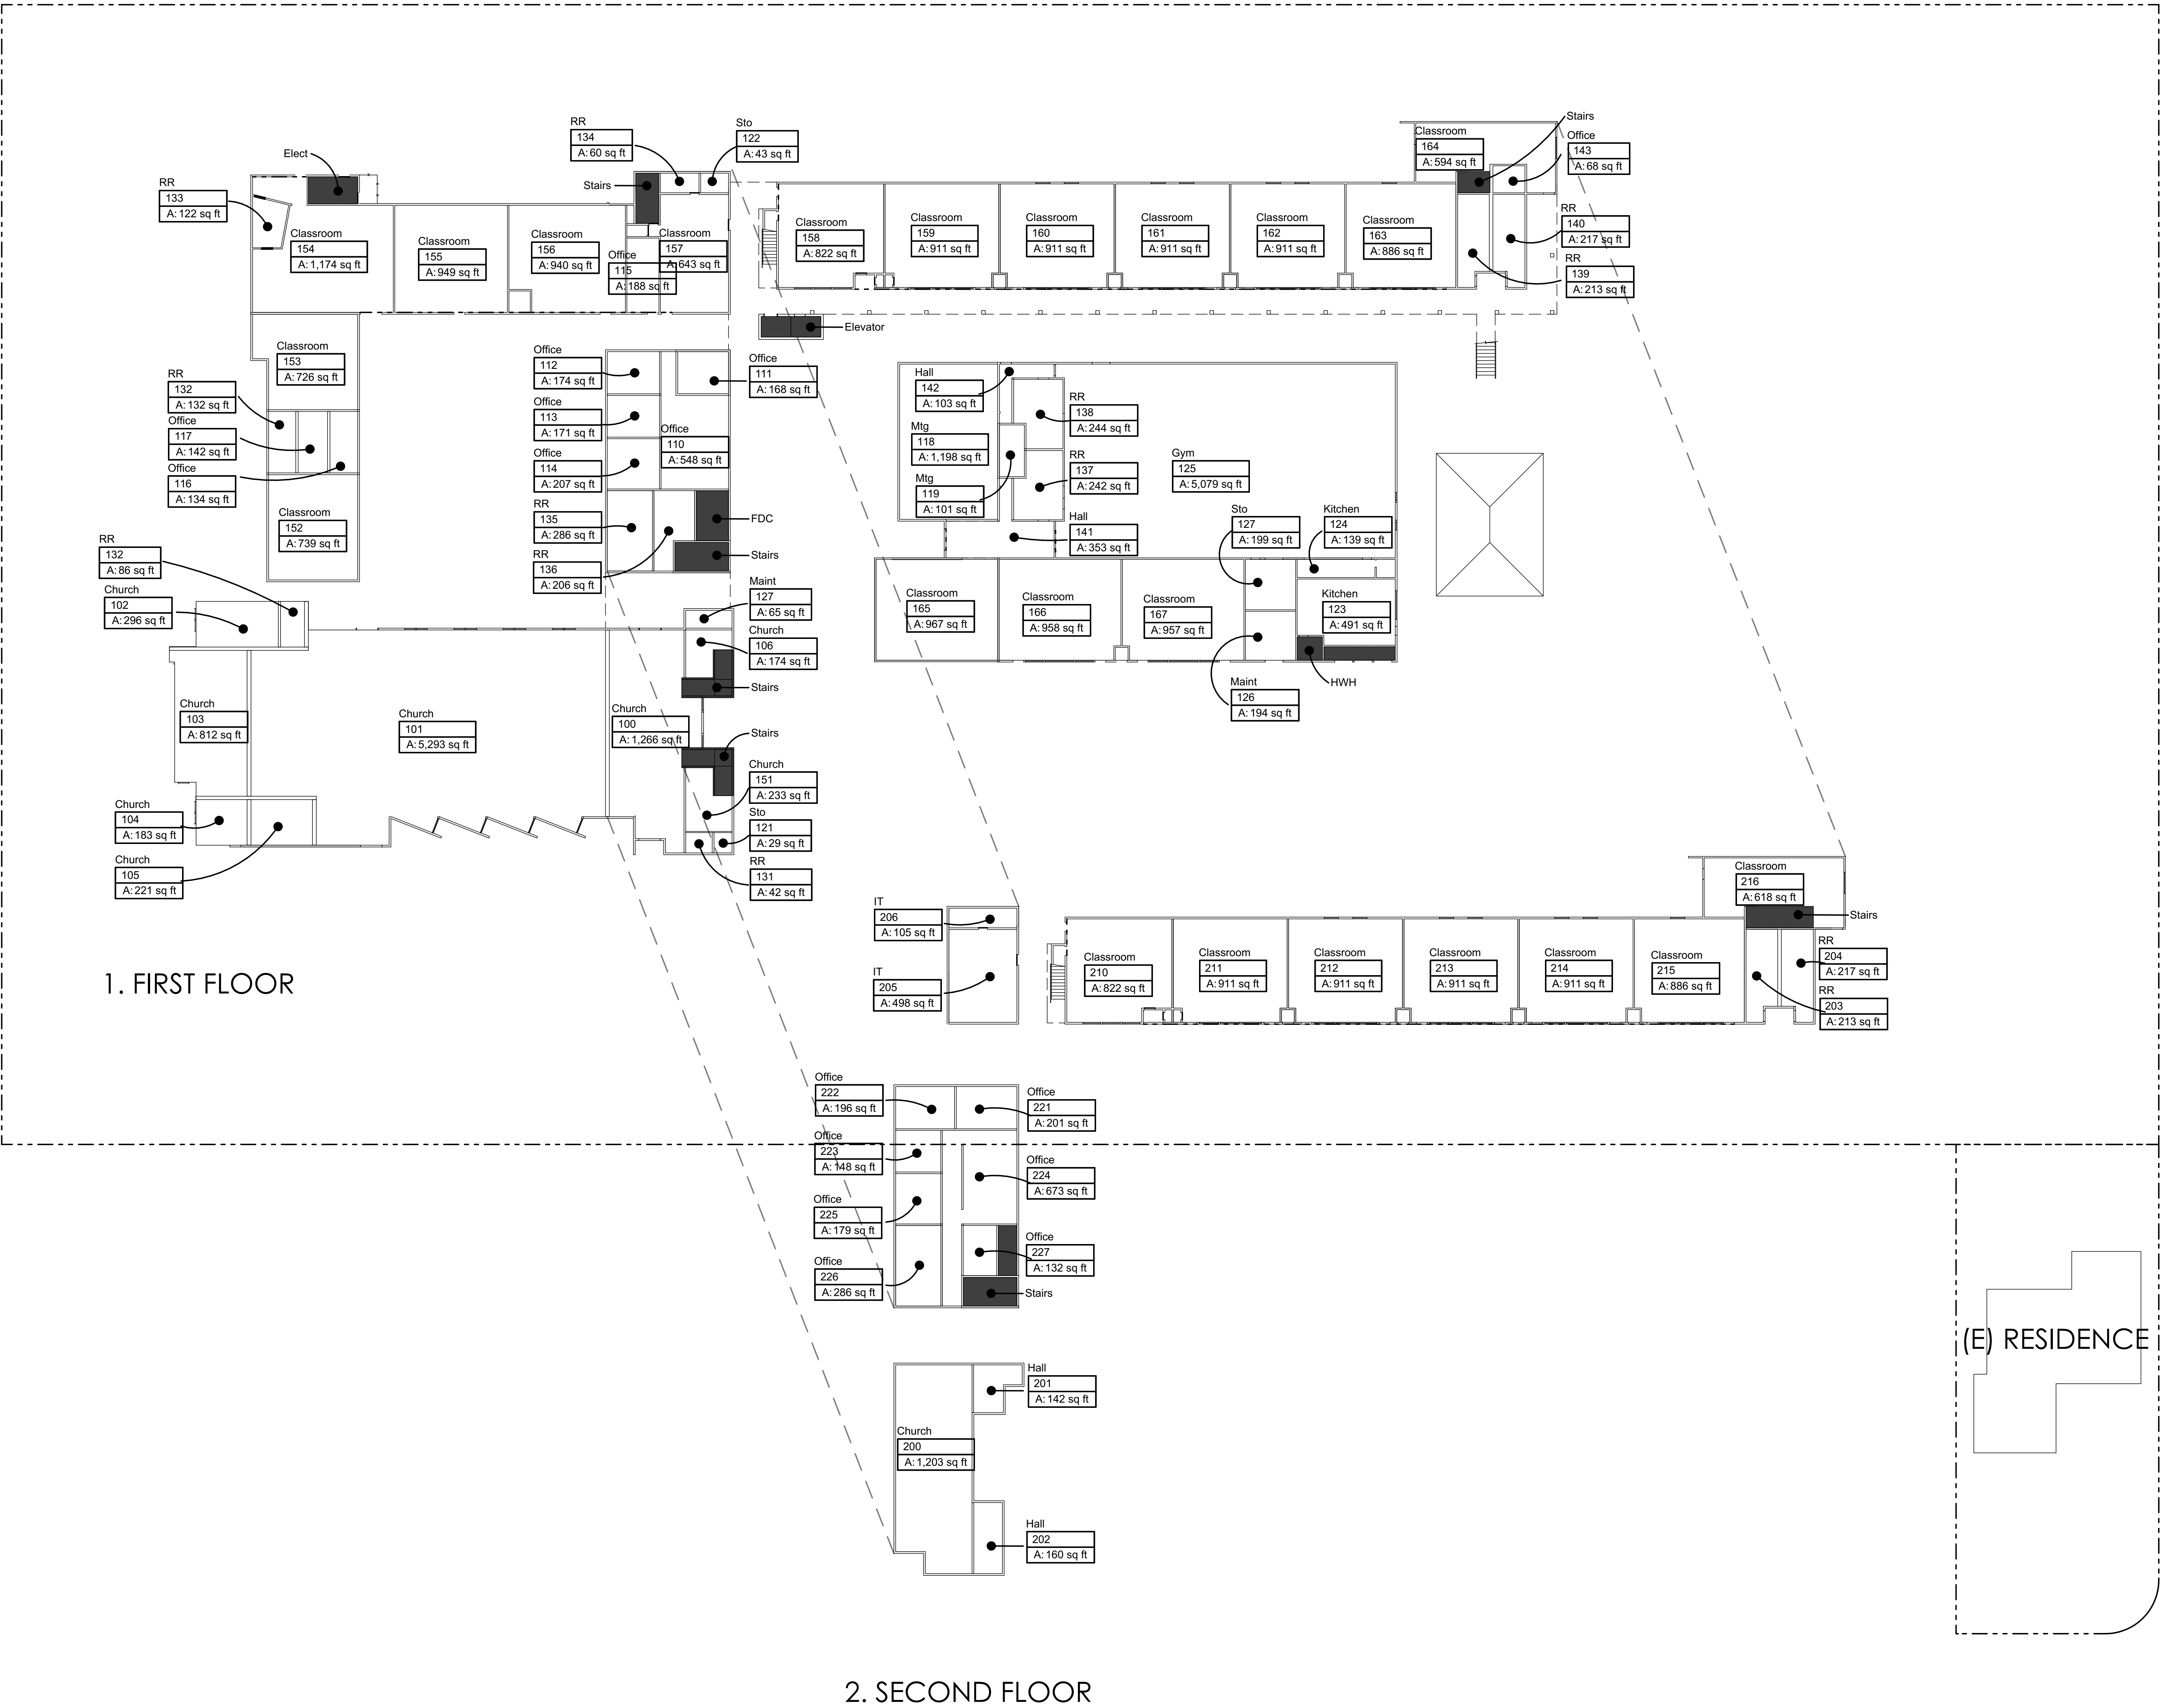 RR
134
A: 60 sq ft
Sto
122
A: 43 sq ft
Elect
Stairs
RR
133
A: 122 sq ft
Classroom
154
A: 1,174 sq ft
Classroom
155
A: 949 sq ft
Classroom
156
A: 940 sq ft
Classroom
157
A: 643 sq ft
Office
115
A: 188 sq ft
Classroom
158
A: 822 sq ft
Classroom
159
A: 911 sq ft
Classroom
160
A: 911 sq ft
Classroom
161
A: 911 sq ft
Classroom
162
A: 911 sq ft
Classroom
163
A: 886 sq ft
Classroom
164
A: 594 sq ft
Stairs
Office
143
A: 68 sq ft
RR
140
A: 217 sq ft
RR
139
A: 213 sq ft
Elevator
Classroom
153
A: 726 sq ft
RR
132
A: 132 sq ft
Office
117
A: 142 sq ft
Office
116
A: 134 sq ft
Classroom
152
A: 739 sq ft
Office
112
A: 174 sq ft
Office
111
A: 168 sq ft
Office
113
A: 171 sq ft
Office
110
A: 548 sq ft
Office
114
A: 207 sq ft
RR
135
A: 286 sq ft
FDC
Stairs
RR
136
A: 206 sq ft
Hall
142
A: 103 sq ft
RR
138
A: 244 sq ft
Mtg
118
A: 1,198 sq ft
RR
137
A: 242 sq ft
Mtg
119
A: 101 sq ft
Hall
141
A: 353 sq ft
Gym
125
A: 5,079 sq ft
Sto
127
A: 199 sq ft
Kitchen
124
A: 139 sq ft
Classroom
165
A: 967 sq ft
Classroom
166
A: 958 sq ft
Classroom
167
A: 957 sq ft
Kitchen
123
A: 491 sq ft
HWH
Maint
126
A: 194 sq ft
RR
132
A: 86 sq ft
Church
102
A: 296 sq ft
Maint
127
A: 65 sq ft
Church
106
A: 174 sq ft
Stairs
Church
103
A: 812 sq ft
Church
101
A: 5,293 sq ft
Church
100
A: 1,266 sq ft
Stairs
Church
151
A: 233 sq ft
Sto
121
A: 29 sq ft
RR
131
A: 42 sq ft
Church
104
A: 183 sq ft
Church
105
A: 221 sq ft
1. FIRST FLOOR
IT
206
A: 105 sq ft
IT
205
A: 498 sq ft
Classroom
210
A: 822 sq ft
Classroom
211
A: 911 sq ft
Classroom
212
A: 911 sq ft
Classroom
213
A: 911 sq ft
Classroom
214
A: 911 sq ft
Classroom
215
A: 886 sq ft
Classroom
216
A: 618 sq ft
Stairs
RR
204
A: 217 sq ft
RR
203
A: 213 sq ft
Office
222
A: 196 sq ft
Office
221
A: 201 sq ft
Office
223
A: 148 sq ft
Office
224
A: 673 sq ft
Office
225
A: 179 sq ft
Office
227
A: 132 sq ft
Office
226
A: 286 sq ft
Stairs
Hall
201
A: 142 sq ft
Church
200
A: 1,203 sq ft
Hall
202
A: 160 sq ft
(E) RESIDENCE
2. SECOND FLOOR